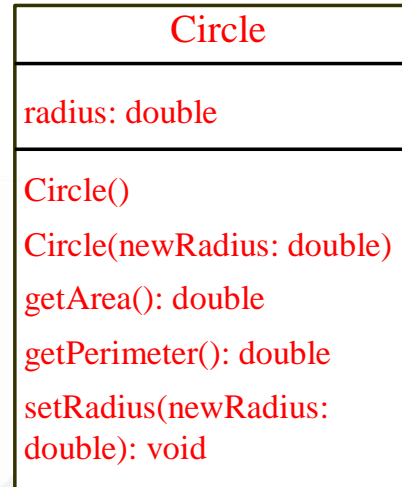 Circle
radius: double
Circle()
Circle(newRadius: double)
getArea(): double
getPerimeter(): double
setRadius(newRadius:
double): void